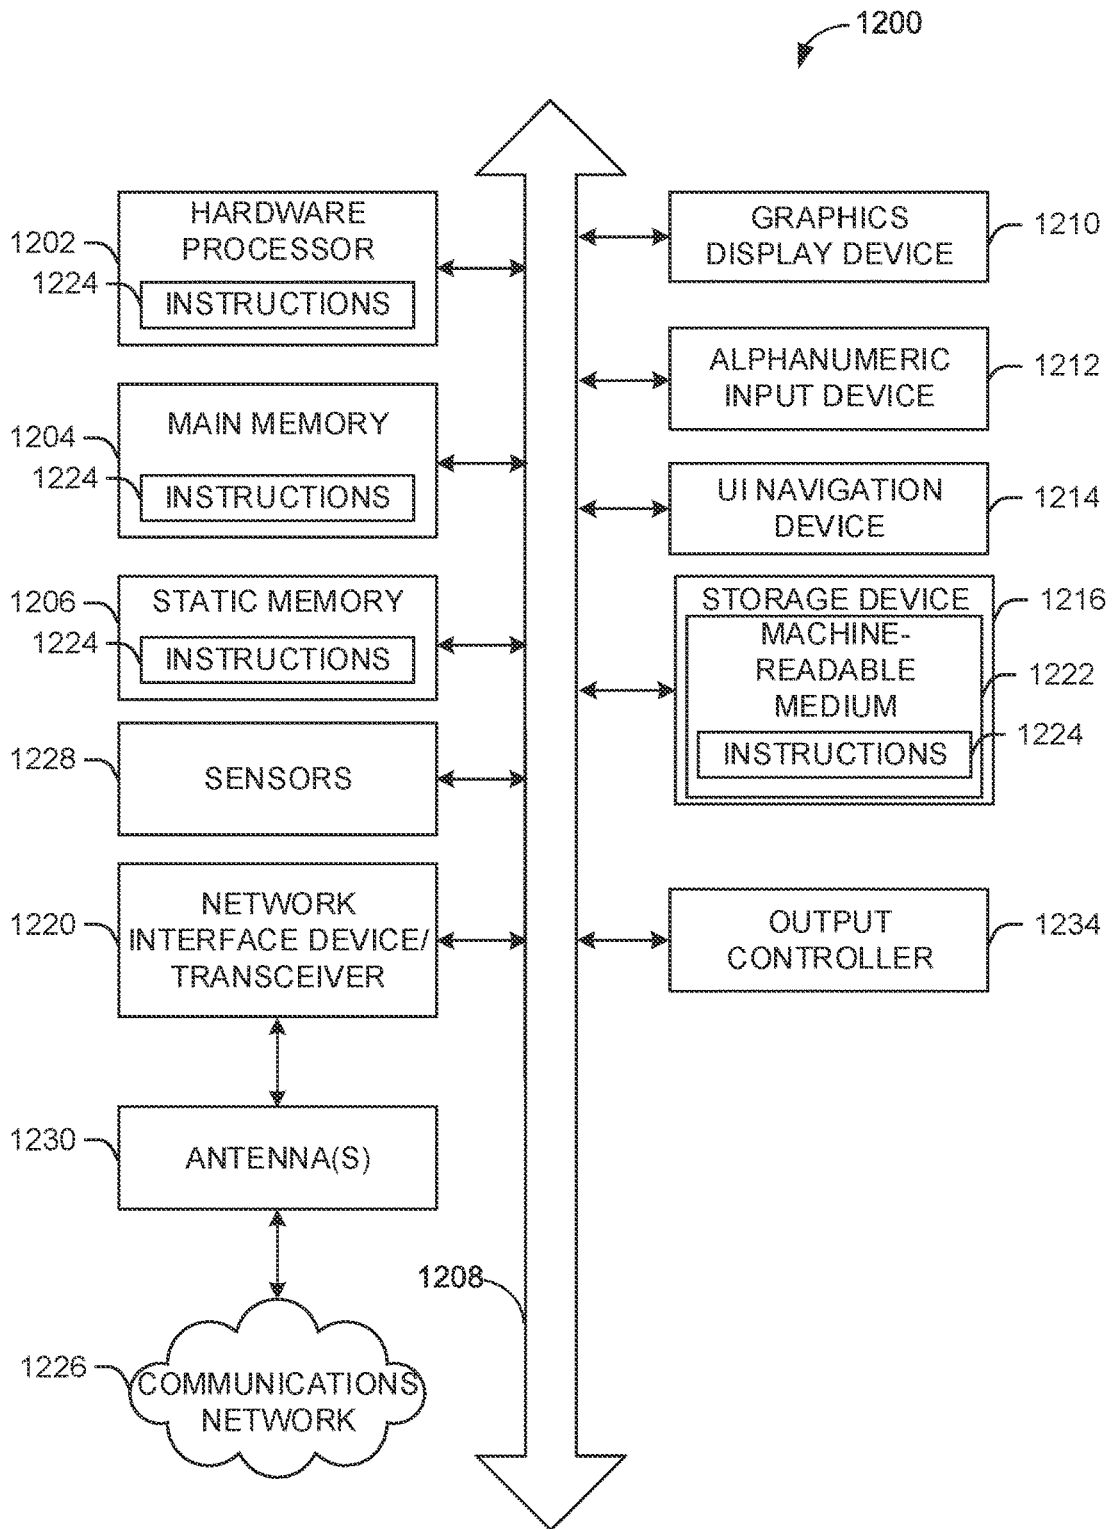 1200
HARDWARE
PROCESSOR
1202
1224
INSTRUCTIONS
MAIN MEMORY
1204
1224
INSTRUCTIONS
STATIC MEMORY
1206
1224
INSTRUCTIONS
1228
SENSORS
NETWORK
INTERFACE DEVICE/
TRANSCEIVER
1220
1230
ANTENNA(S)
1208
1226
COMMUNICATIONS
NETWORK
GRAPHICS
DISPLAY DEVICE
1210
ALPHANUMERIC
INPUT DEVICE
1212
UI NAVIGATION
DEVICE
1214
STORAGE DEVICE
1216
MACHINE-
READABLE
MEDIUM
1222
INSTRUCTIONS
1224
OUTPUT
CONTROLLER
1234